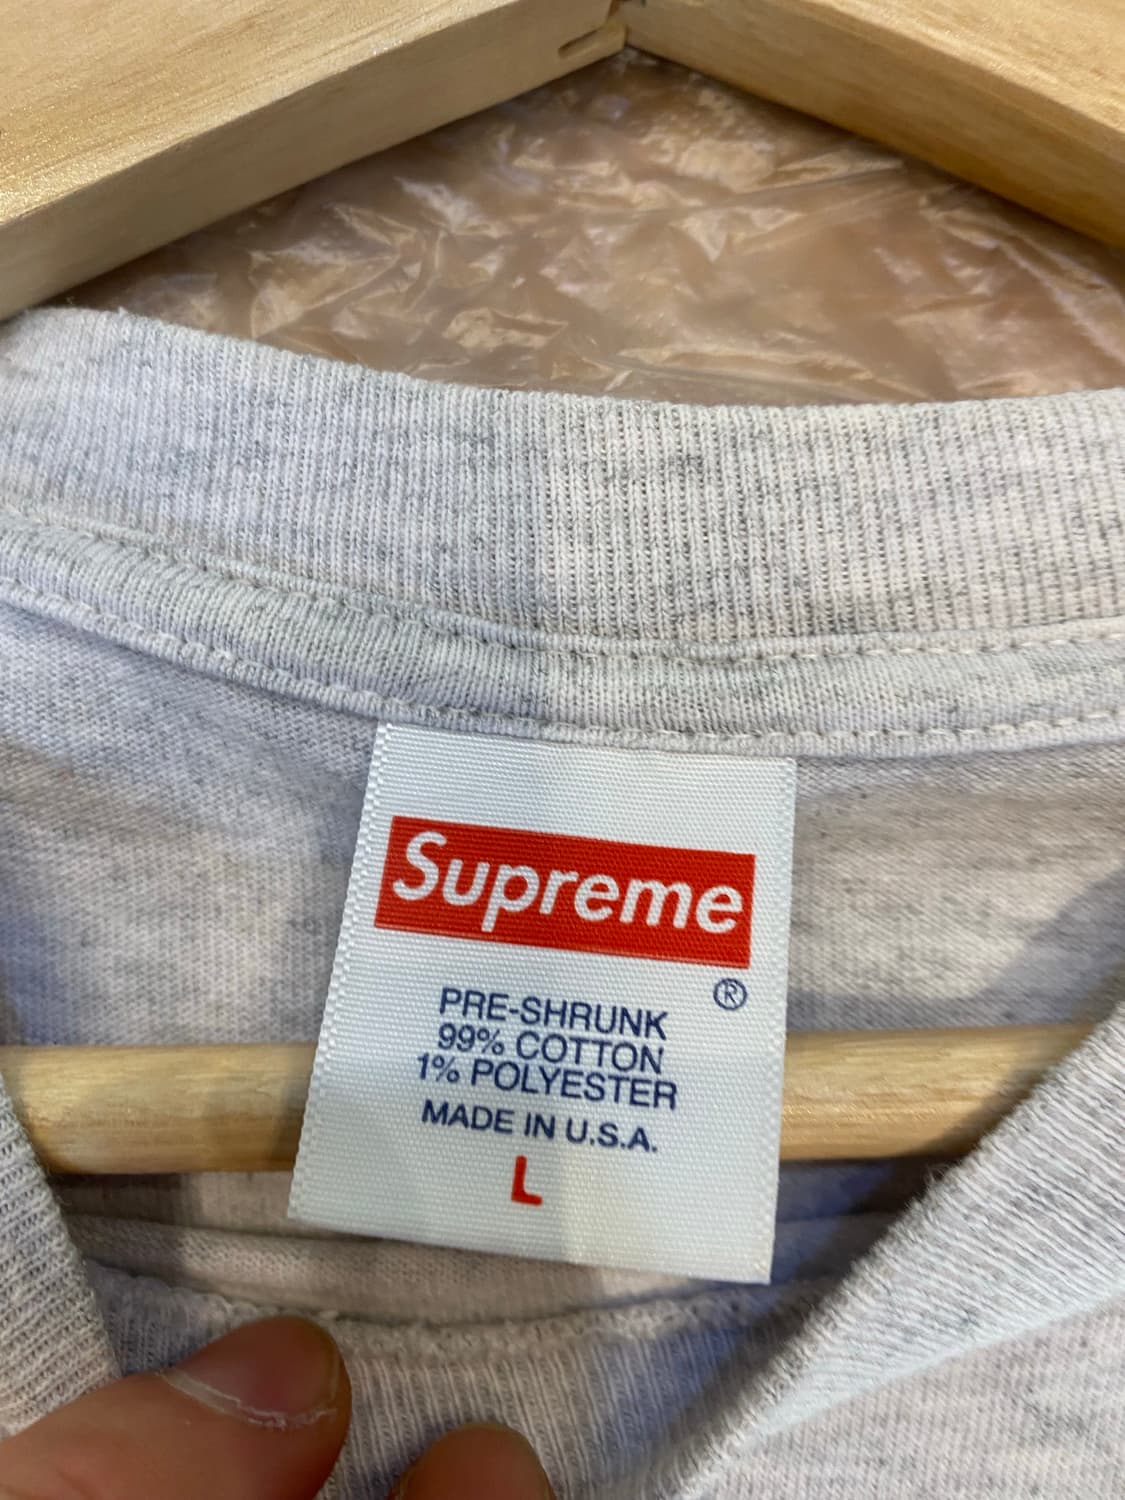 Supreme
®
PRE-SHRUNK
99% COTTON
1% POLYESTER
MADE IN U.S.A.
L